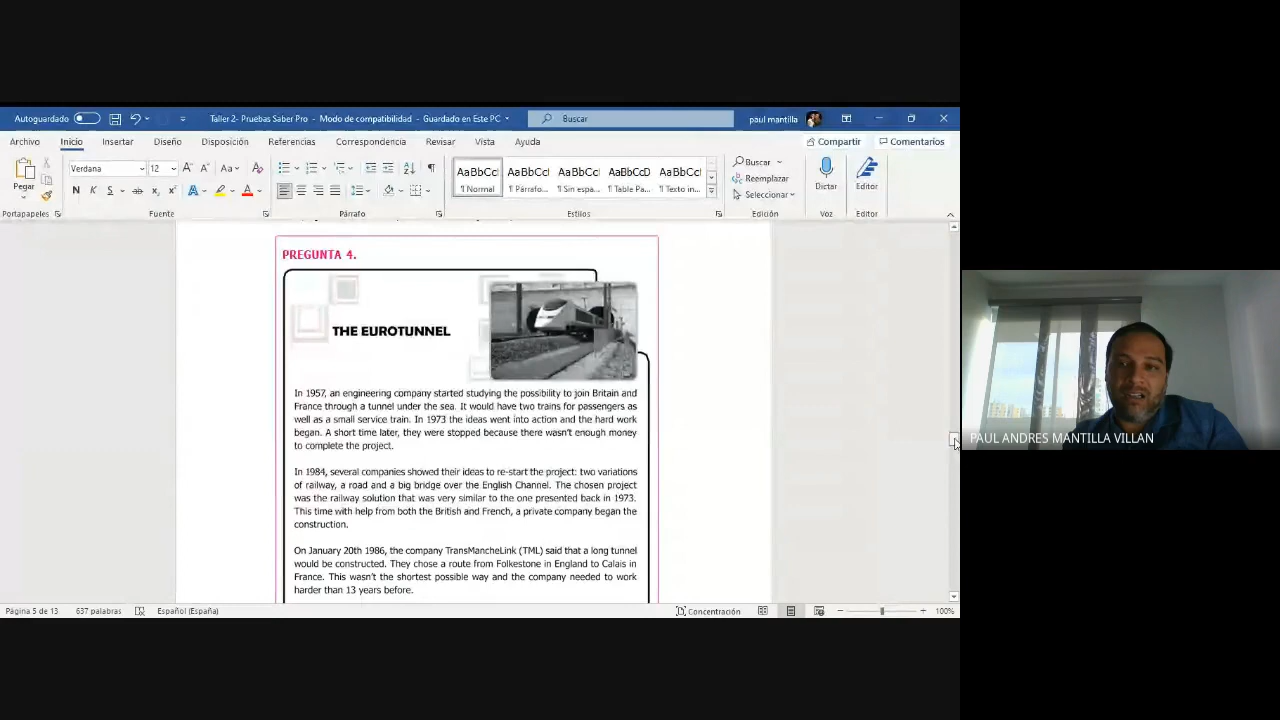 Autoguardado
Taller 2- Pruebas Saber Pro - Modo de compatibilidad - Guardado en Este PC
Buscar
paul mantilla
Archivo Inicio Insertar Diseño Disposición Referencias Correspondencia Revisar Vista Ayuda
Compartir Comentarios
Pegar
Verdana 12
N K S ab x₂ x² A A
AaBbCcI AaBbCcI AaBbCcI AaBbCcD AaBbCcI
¶ Normal ¶ Párrafo... ¶ Sin espa... ¶ Table Pa... ¶ Texto in...
Buscar
Reemplazar
Seleccionar
Dictar
Editor
Portapapeles Fuente Párrafo Estilos Edición Voz Editor
PREGUNTA 4.
THE EUROTUNNEL
In 1957, an engineering company started studying the possibility to join Britain and
France through a tunnel under the sea. It would have two trains for passengers as
well as a small service train. In 1973 the ideas went into action and the hard work
began. A short time later, they were stopped because there wasn't enough money
to complete the project.
In 1984, several companies showed their ideas to re-start the project: two variations
of railway, a road and a big bridge over the English Channel. The chosen project
was the railway solution that was very similar to the one presented back in 1973.
This time with help from both the British and French, a private company began the
construction.
On January 20th 1986, the company TransMancheLink (TML) said that a long tunnel
would be constructed. They chose a route from Folkestone in England to Calais in
France. This wasn't the shortest possible way and the company needed to work
harder than 13 years before.
PAUL ANDRES MANTILLA VILLAN
Página 5 de 13 637 palabras Español (España)
Concentración
100%